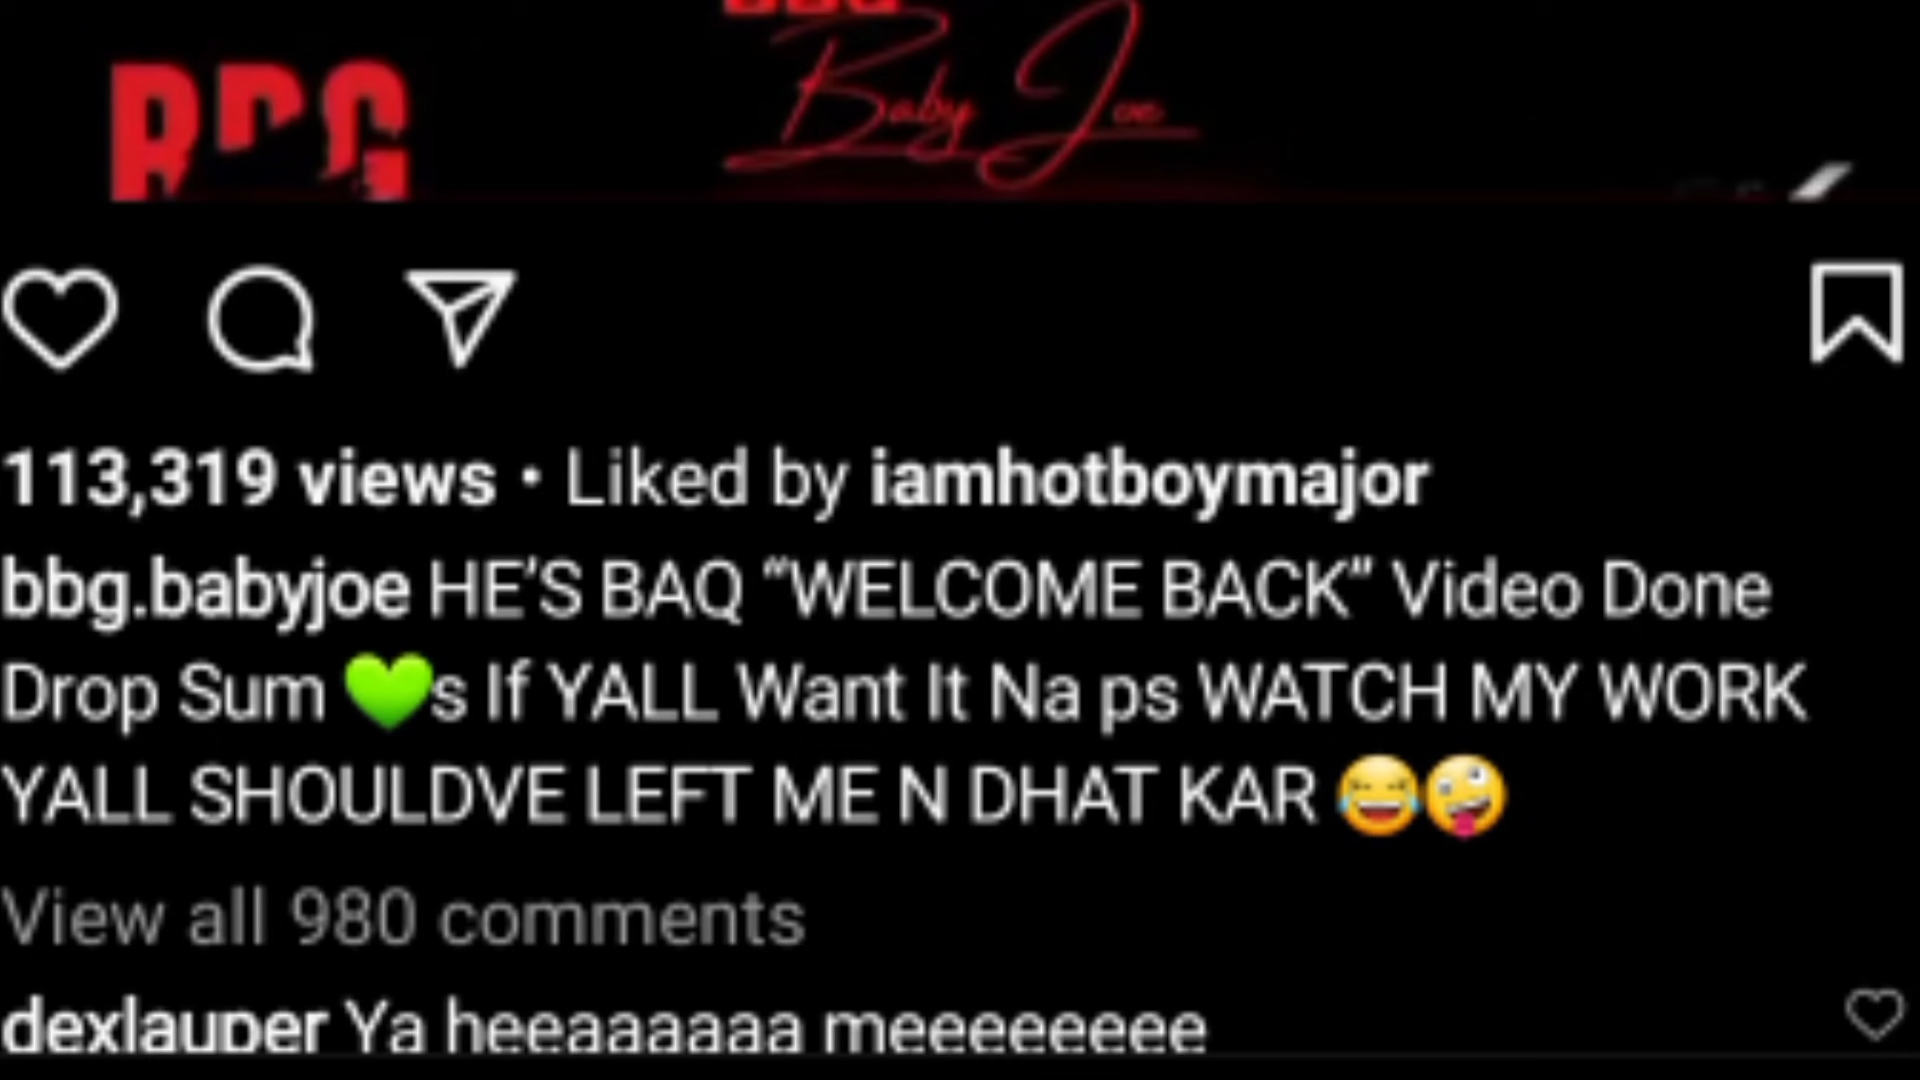 BBG
Baby Joe
113,319 views • Liked by iamhotboymajor
bbg.babyjoe HE’S BAQ “WELCOME BACK” Video Done
Drop Sum 💚s If YALL Want It Na ps WATCH MY WORK
YALL SHOULDVE LEFT ME N DHAT KAR 😂🤪
View all 980 comments
dexlauper Ya heeaaaaaa meeeeeeee